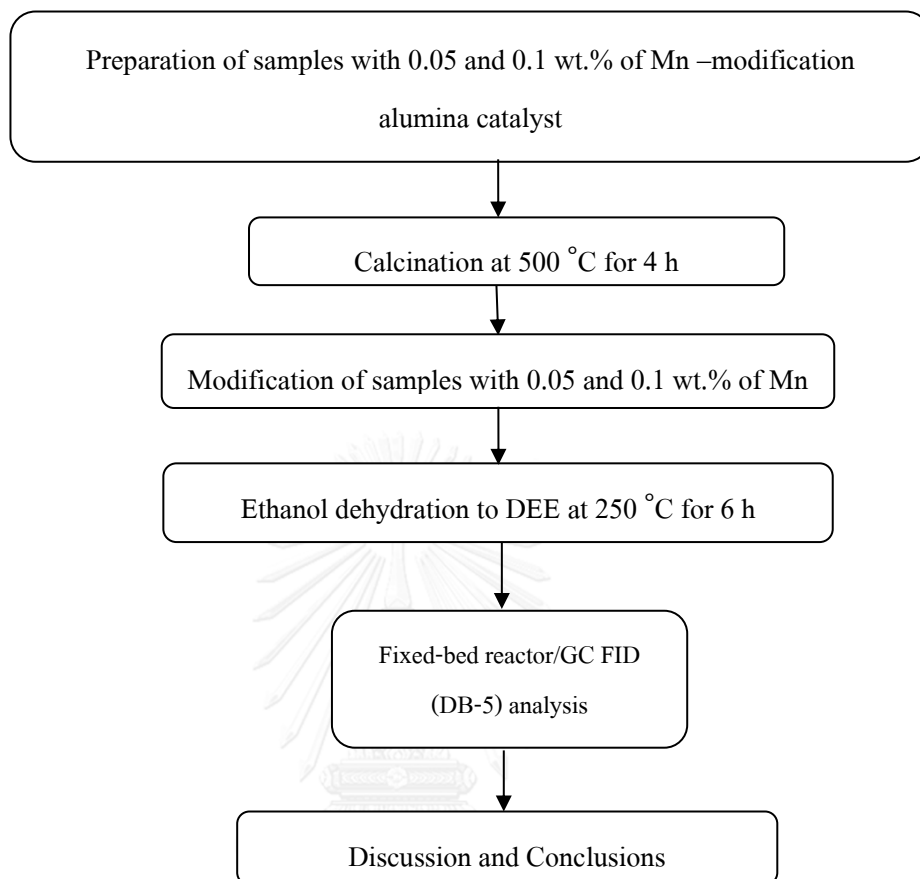 Preparation of samples with 0.05 and 0.1 wt.% of Mn –modification
alumina catalyst
Calcination at 500 °C for 4 h
Modification of samples with 0.05 and 0.1 wt.% of Mn
Ethanol dehydration to DEE at 250 °C for 6 h
Fixed-bed reactor/GC FID
(DB-5) analysis
Discussion and Conclusions